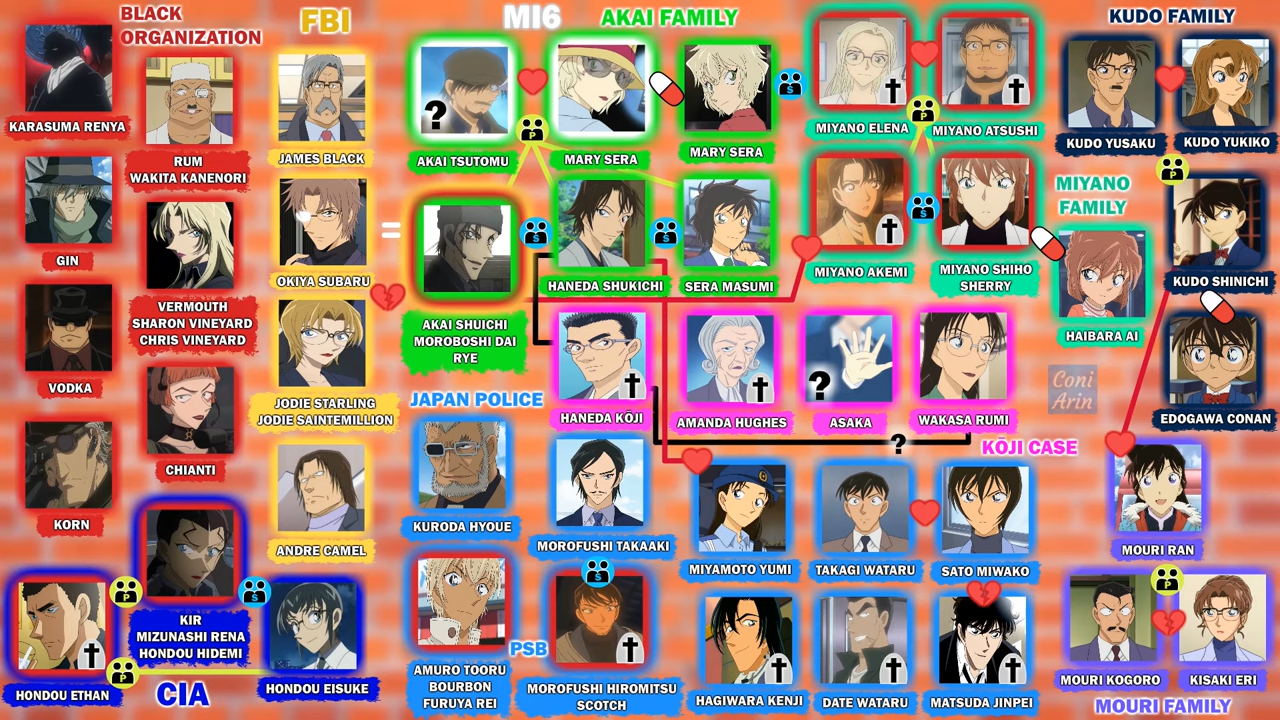 BLACK
ORGANIZATION
KARASUMA RENYA
RUM
WAKITA KANENORI
GIN
VERMOUTH
SHARON VINEYARD
CHRIS VINEYARD
VODKA
CHIANTI
KORN
KIR
MIZUNASHI RENA
HONDOU HIDEMI
P
S
P
HONDOU ETHAN
CIA
HONDOU EISUKE
FBI
JAMES BLACK
=
OKIYA SUBARU
JODIE STARLING
JODIE SAINTEMILLION
ANDRE CAMEL
MI6
AKAI FAMILY
?
S
AKAI TSUTOMU
P
MARY SERA
MARY SERA
S
S
HANEDA SHUKICHI
SERA MASUMI
AKAI SHUICHI
MOROBOSHI DAI
RYE
MIYANO ELENA
P
MIYANO ATSUSHI
S
MIYANO AKEMI
MIYANO SHIHO
SHERRY
MIYANO
FAMILY
HAIBARA AI
?
HANEDA KŌJI
AMANDA HUGHES
ASAKA
WAKASA RUMI
?
KŌJI CASE
JAPAN POLICE
KURODA HYOUE
MOROFUSHI TAKAAKI
MIYAMOTO YUMI
TAKAGI WATARU
SATO MIWAKO
S
PSB
AMURO TOORU
BOURBON
FURUYA REI
MOROFUSHI HIROMITSU
SCOTCH
HAGIWARA KENJI
DATE WATARU
MATSUDA JINPEI
KUDO FAMILY
KUDO YUSAKU
KUDO YUKIKO
P
KUDO SHINICHI
EDOGAWA CONAN
Coni
Arin
MOURI RAN
P
MOURI KOGORO
KISAKI ERI
MOURI FAMILY